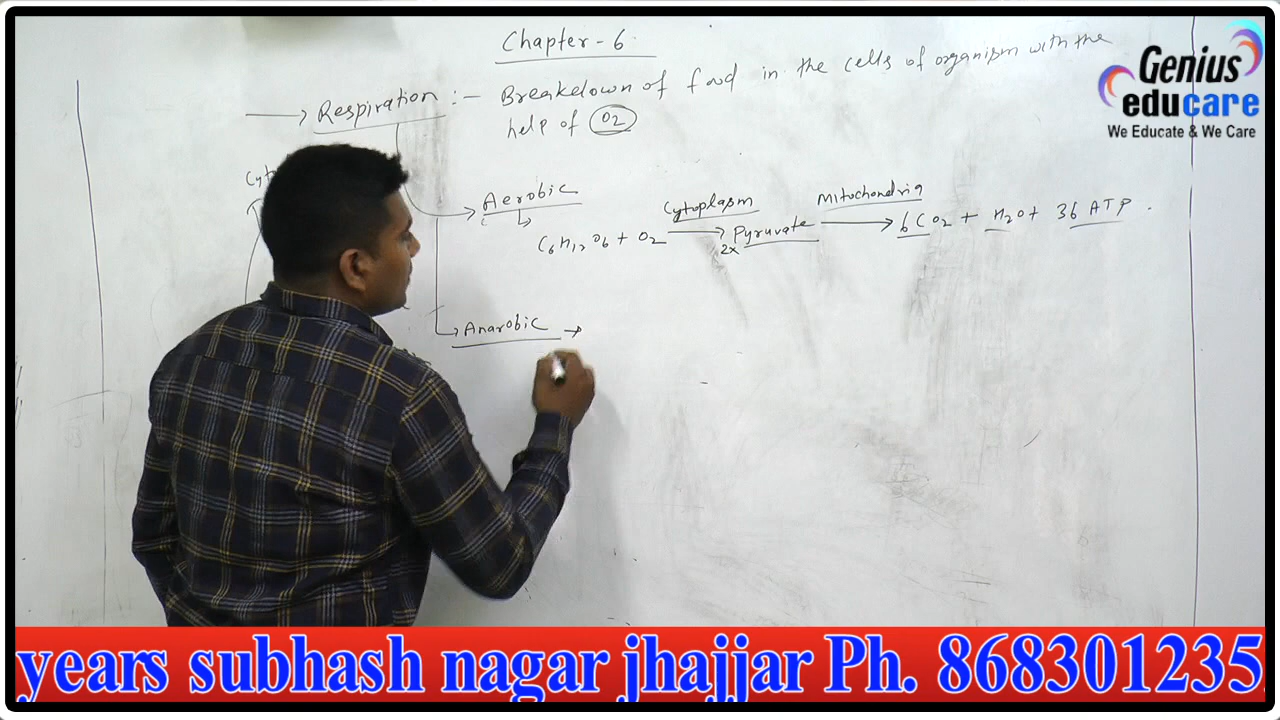 Chapter - 6
Genius
educare
We Educate & We Care
→ Respiration :- Breakdown of food in the cells of organism with the
help of O2
Aerobic
C6H12O6 + O2 → Cytoplasm 2x Pyruvate → Mitochondria 6CO2 + H2O + 36 ATP .
Anarobic →
years subhash nagar jhajjar Ph. 868301235